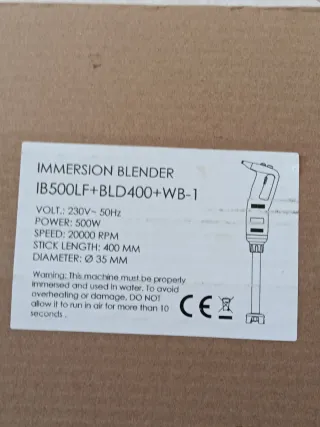 IMMERSION BLENDER
IB500LF+BLD400+WB-1
VOLT.: 230V~ 50Hz
POWER: 500W
SPEED: 20000 RPM
STICK LENGTH: 400 MM
DIAMETER: Ø 35 MM
Warning: This machine must be properly
immersed and used in water. To avoid
overheating or damage, DO NOT
allow it to run in air for more than 10
seconds .
CE